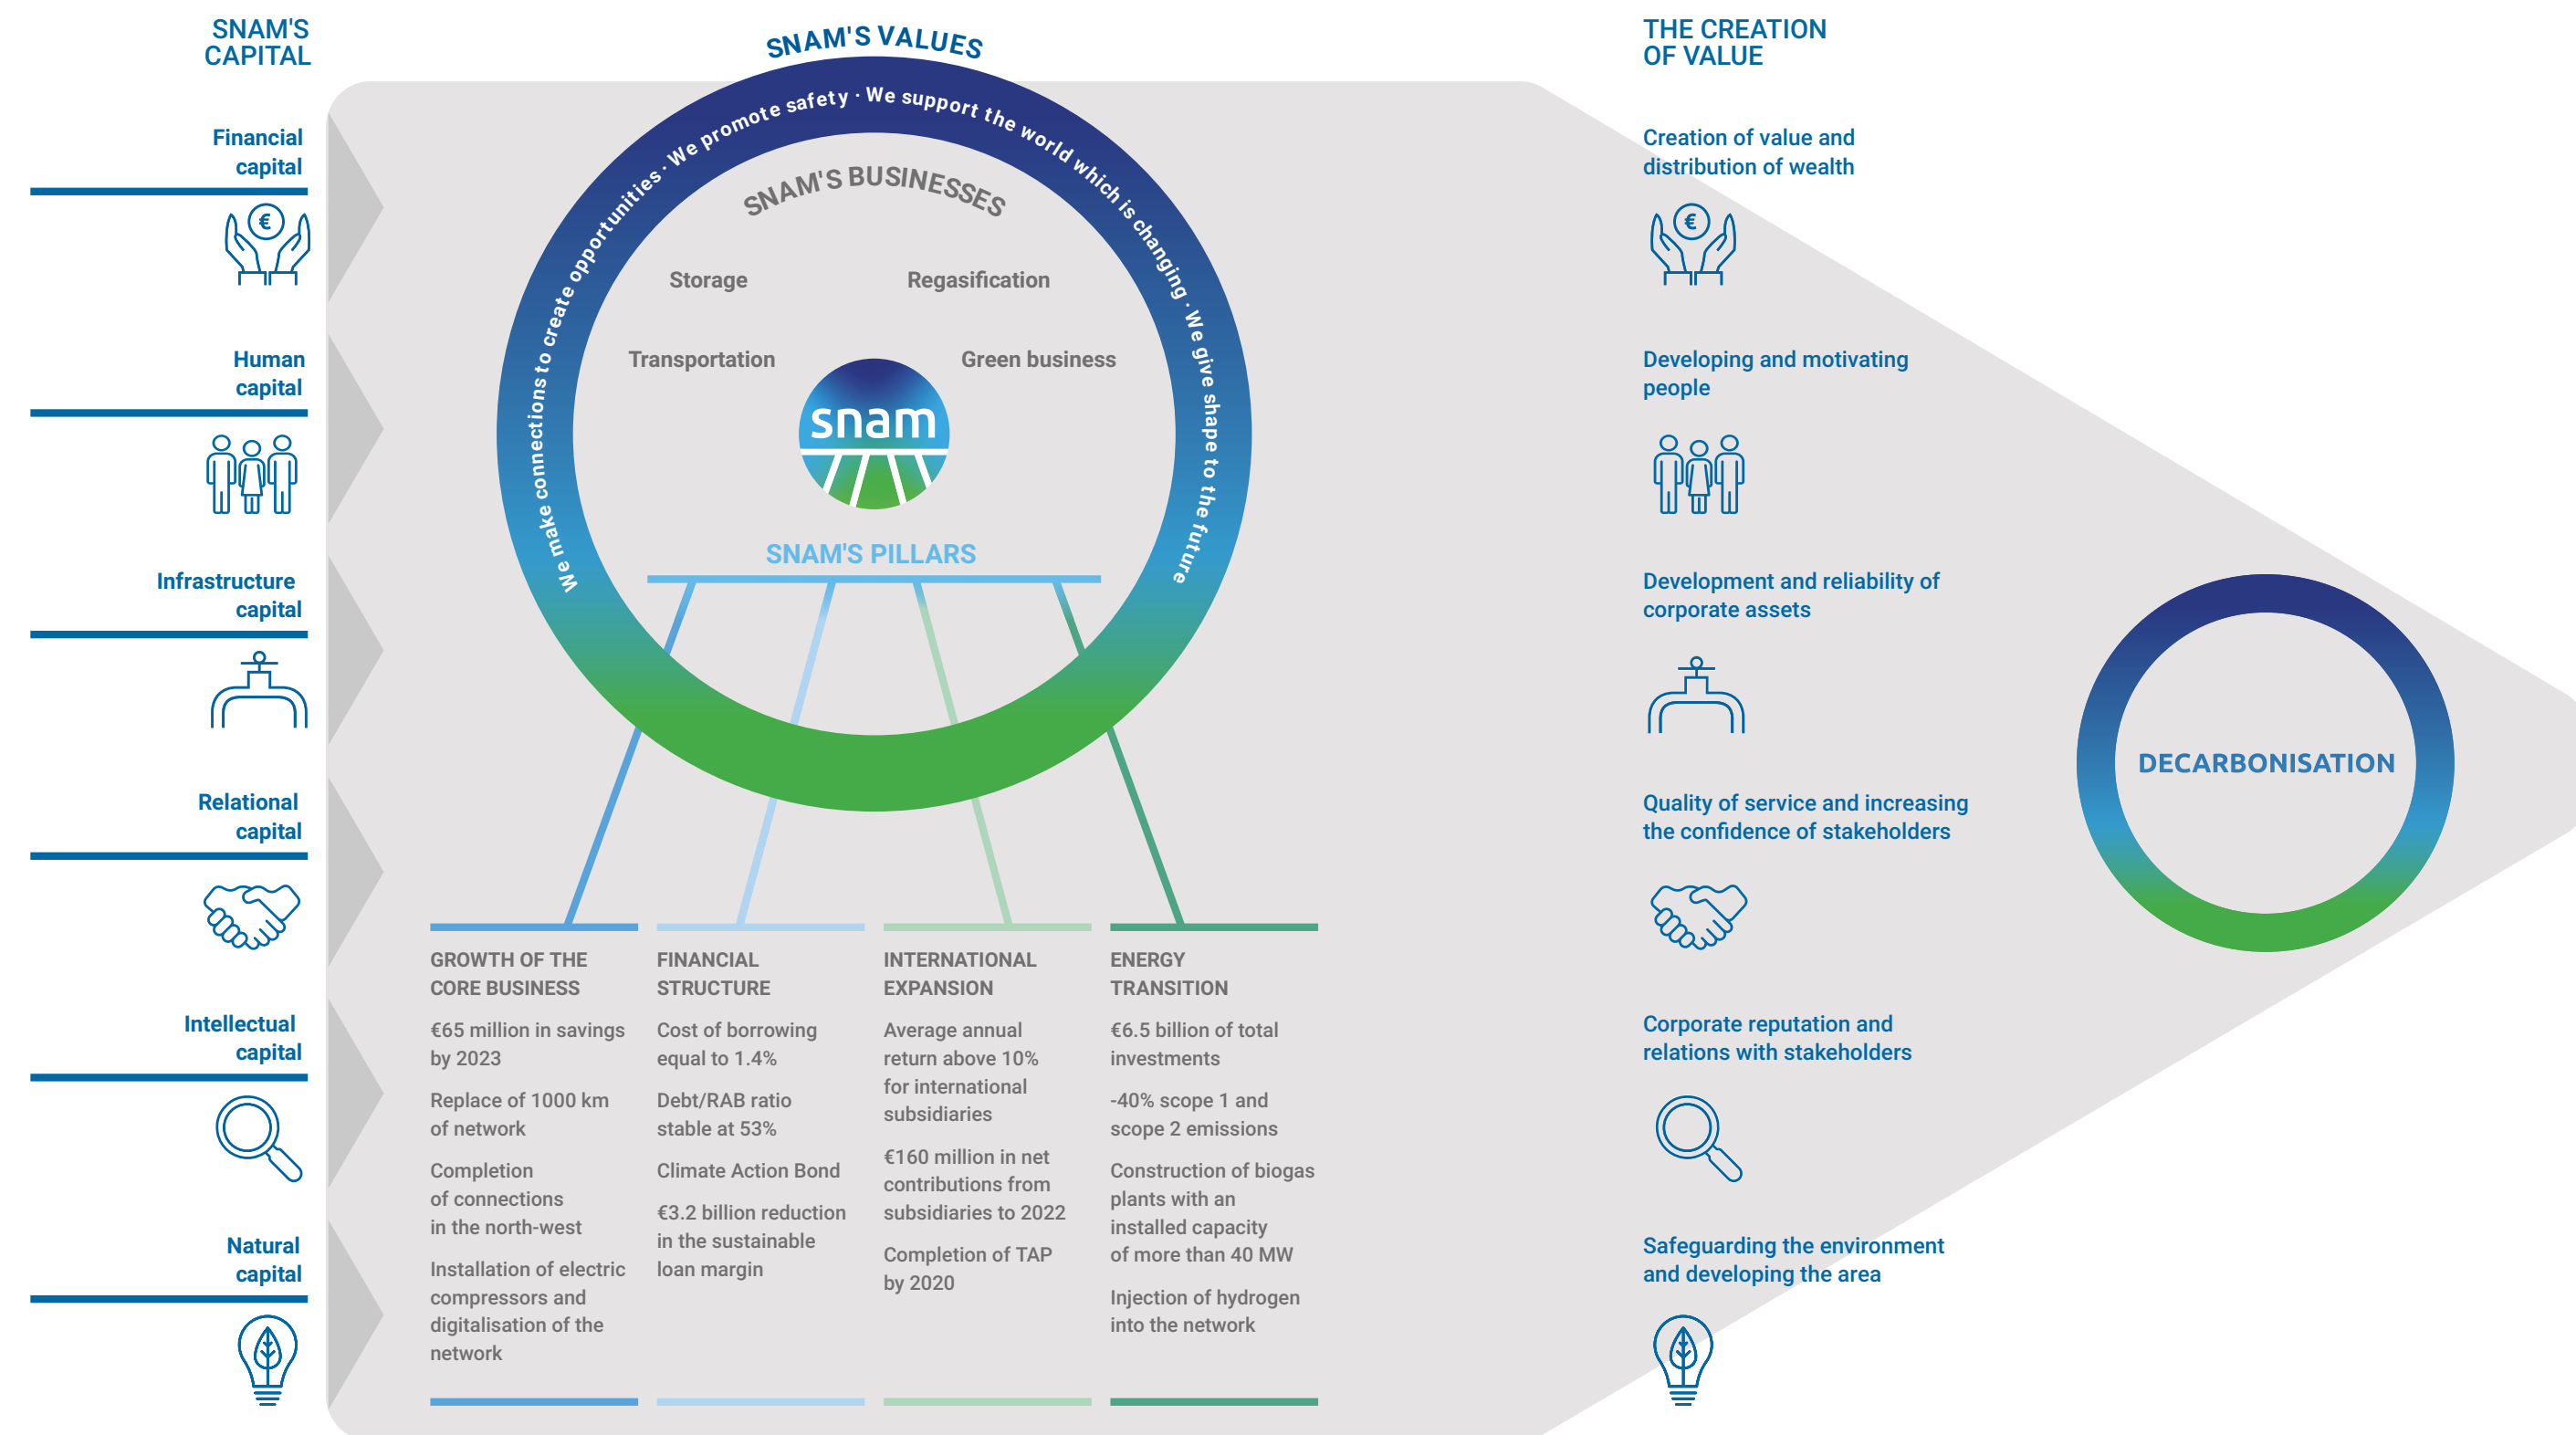 SNAM'S
CAPITAL
Financial
capital
€
Human
capital
Infrastructure
capital
Relational
capital
Intellectual
capital
Natural
capital
SNAM'S VALUES
We make connections to create opportunities · We promote safety · We support the world which is changing · We give shape to the future
SNAM'S BUSINESSES
Storage
Regasification
Transportation
Green business
snam
SNAM'S PILLARS
GROWTH OF THE
CORE BUSINESS
€65 million in savings
by 2023
Replace of 1000 km
of network
Completion
of connections
in the north-west
Installation of electric
compressors and
digitalisation of the
network
FINANCIAL
STRUCTURE
Cost of borrowing
equal to 1.4%
Debt/RAB ratio
stable at 53%
Climate Action Bond
€3.2 billion reduction
in the sustainable
loan margin
INTERNATIONAL
EXPANSION
Average annual
return above 10%
for international
subsidiaries
€160 million in net
contributions from
subsidiaries to 2022
Completion of TAP
by 2020
ENERGY
TRANSITION
€6.5 billion of total
investments
-40% scope 1 and
scope 2 emissions
Construction of biogas
plants with an
installed capacity
of more than 40 MW
Injection of hydrogen
into the network
THE CREATION
OF VALUE
Creation of value and
distribution of wealth
€
Developing and motivating
people
Development and reliability of
corporate assets
Quality of service and increasing
the confidence of stakeholders
Corporate reputation and
relations with stakeholders
Safeguarding the environment
and developing the area
DECARBONISATION